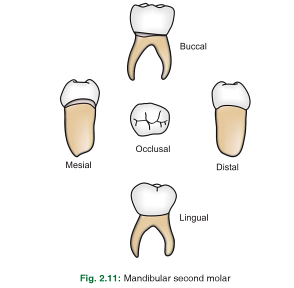 Buccal
Mesial
Occlusal
Distal
Lingual
Fig. 2.11: Mandibular second molar